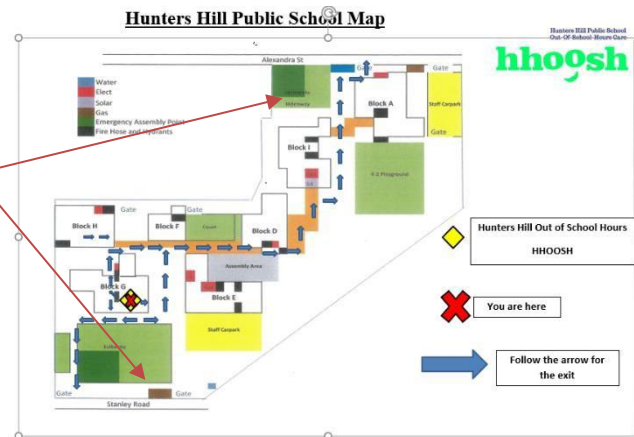 Hunters Hill Public School Map
Hunters Hill Public School
Out Of School Hours Care
hhoosh
Alexandra St
Gate
Gate
Water
Elect
Solar
Gas
Emergency Assembly Point
Fire Hose and Hydrants
Block A
Staff Carpark
Gate
Block I
K-2 Playground
Block H
Gate
Block F
Gate
Court
Block D
Assembly Area
Block G
Block E
Staff Carpark
Gate
Gate
Stanley Road
Hunters Hill Out of School Hours
HHOOSH
You are here
Follow the arrow for
the exit